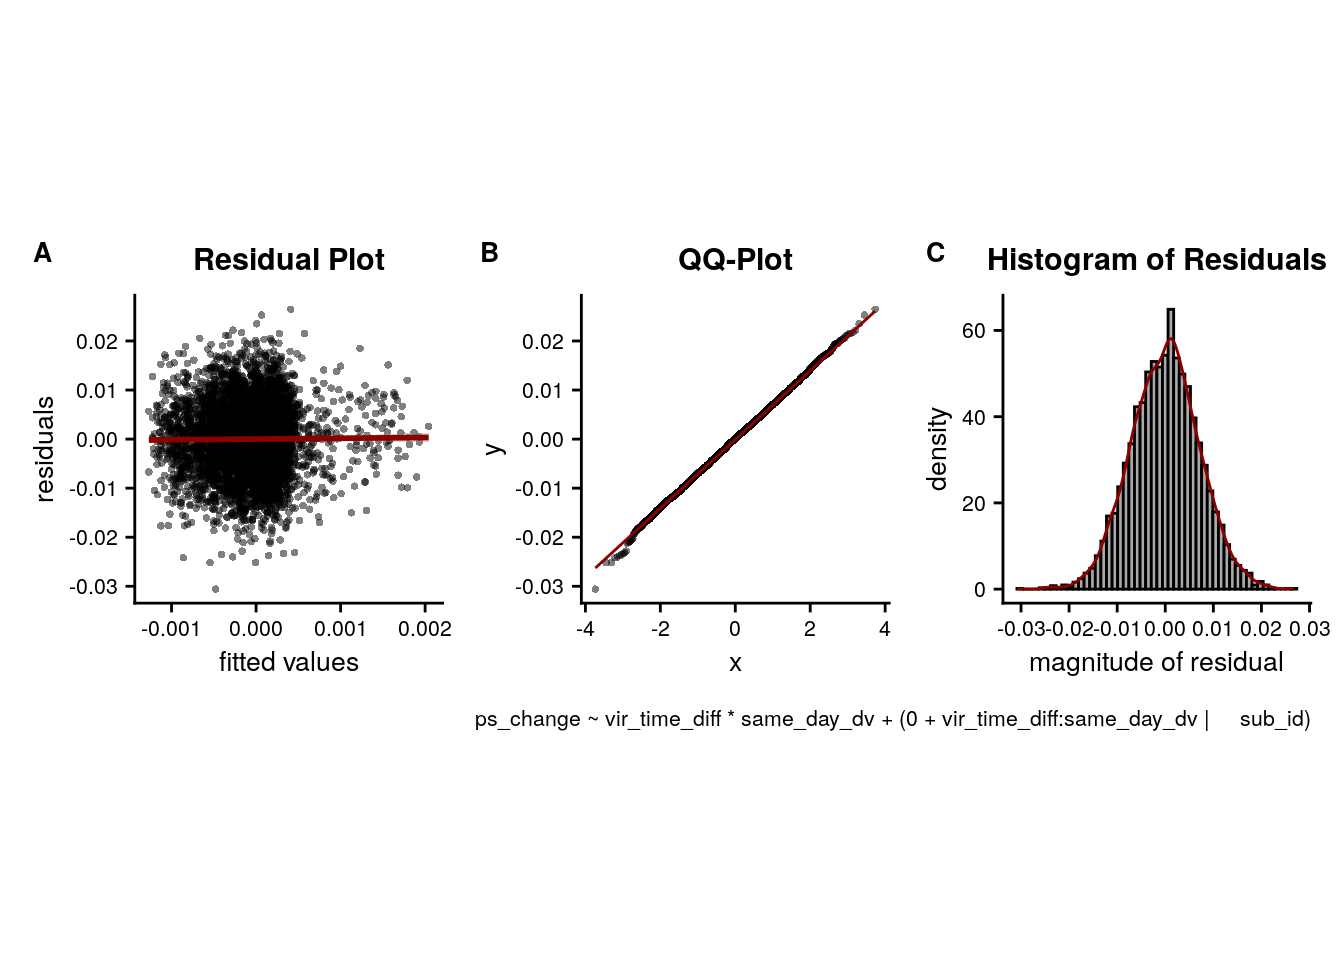 A
Residual Plot
residuals
0.02
0.01
0.00
-0.01
-0.02
-0.03
-0.001 0.000 0.001 0.002
fitted values
B
QQ-Plot
y
0.02
0.01
0.00
-0.01
-0.02
-0.03
-4 -2 0 2 4
x
C
Histogram of Residuals
density
60
40
20
0
-0.03 -0.02 -0.01 0.00 0.01 0.02 0.03
magnitude of residual
ps_change ~ vir_time_diff * same_day_dv + (0 + vir_time_diff:same_day_dv | sub_id)